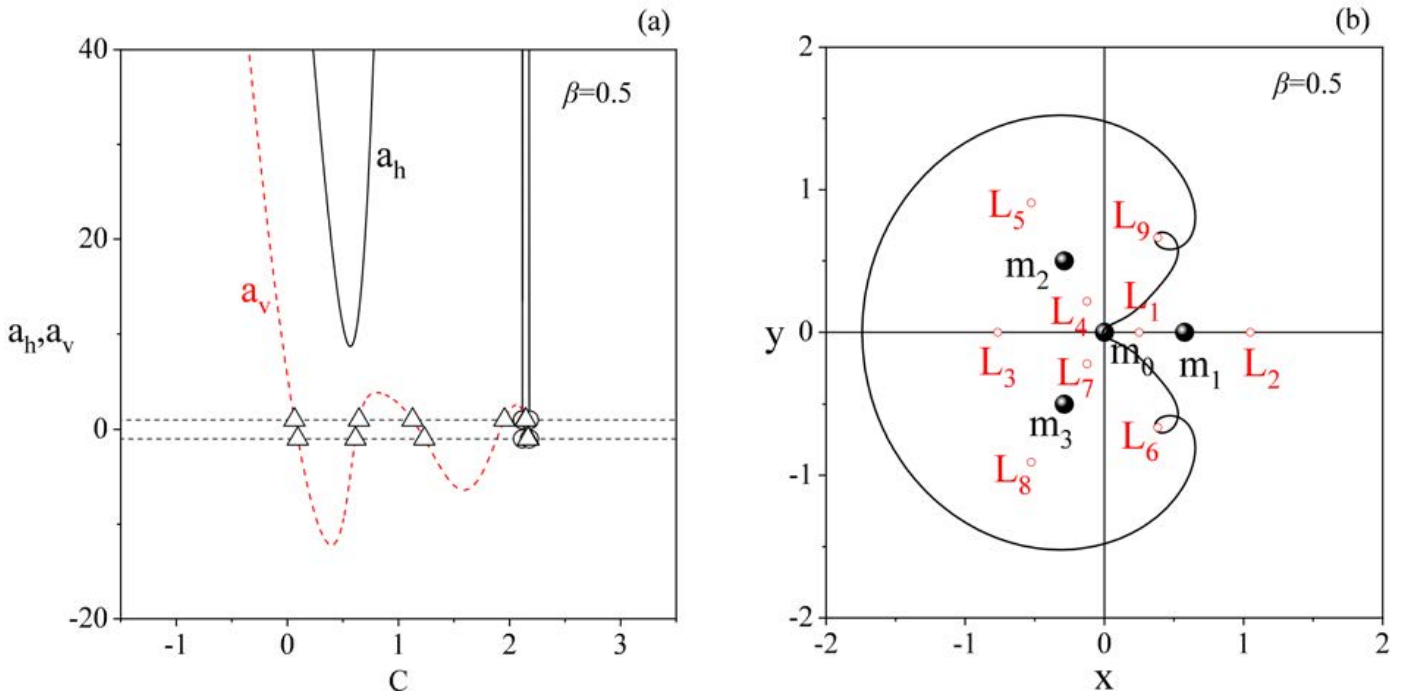 (a)
40
20
0
-20
a_h,a_v
β=0.5
a_h
a_v
-1 0 1 2 3
C
(b)
2
1
0
-1
-2
y
β=0.5
L_5
L_9
m_2
L_4
L_1
L_3
L_7
m_0
m_1
L_2
m_3
L_6
L_8
-2 -1 0 1 2
x